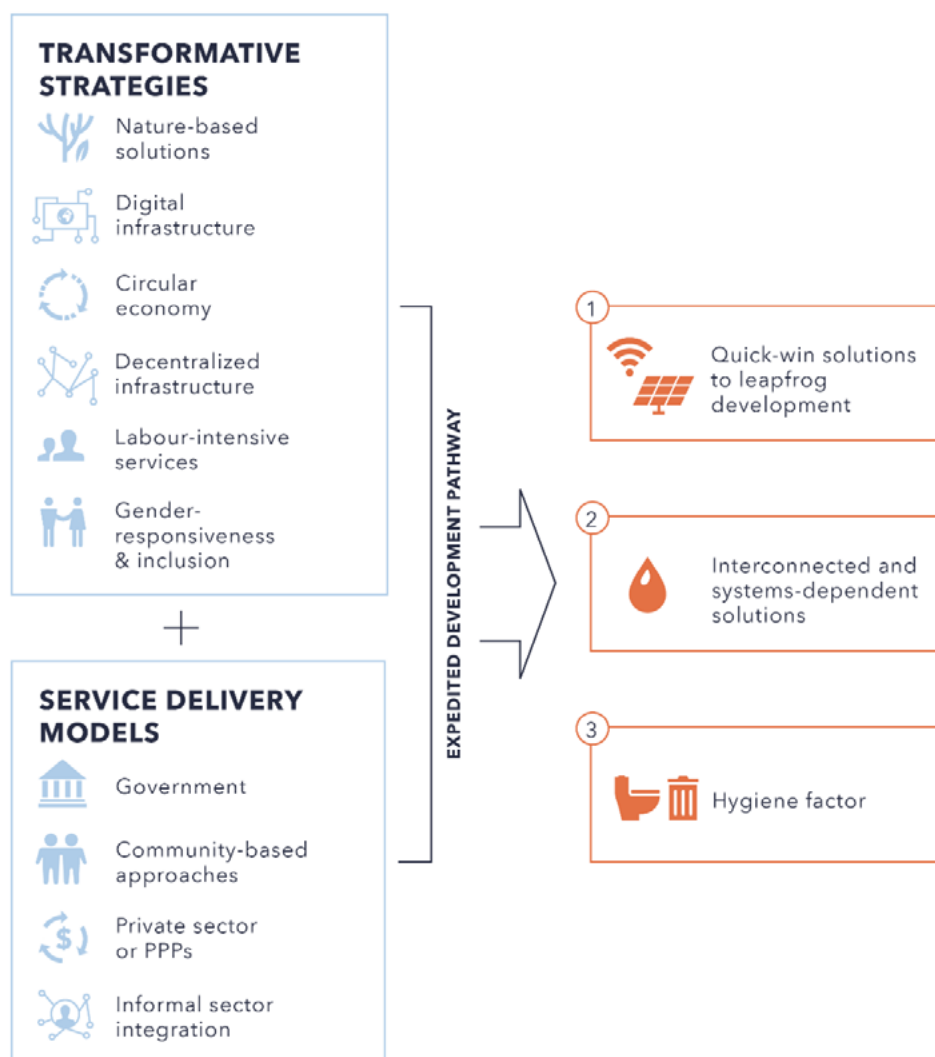 TRANSFORMATIVE
STRATEGIES
Nature-based
solutions
Digital
infrastructure
Circular
economy
Decentralized
infrastructure
Labour-intensive
services
Gender-
responsiveness
& inclusion
+
SERVICE DELIVERY
MODELS
Government
Community-based
approaches
$
Private sector
or PPPs
Informal sector
integration
EXPEDITED DEVELOPMENT PATHWAY
1
Quick-win solutions
to leapfrog
development
2
Interconnected and
systems-dependent
solutions
3
Hygiene factor